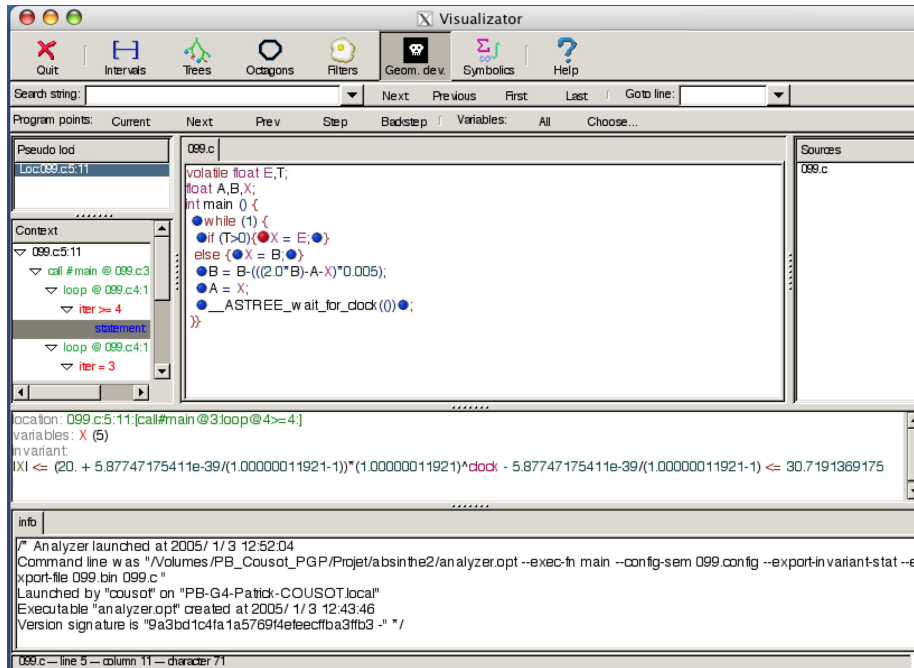 X Visualizator
Quit Intervals Trees Octagons Filters Geom. dev. Symbolics Help
Search string: Next Previous First Last Goto line:
Program points: Current Next Prev Step Backstep Variables: All Choose...
Pseudo loci
Loc:099.c:5:11
Context
099.c:5:11
call #main @ 099.c:3
loop @ 099.c:4:1
iter >= 4
statement
loop @ 099.c:4:1
iter = 3
099.c
volatile float E,T;
float A,B,X;
int main () {
while (1) {
if (T>0){X = E;}
else {X = B;}
B = B-(((2.0*B)-A-X)*0.005);
A = X;
__ASTREE_wait_for_clock(());
}}
Sources
099.c
location: 099.c:5:11:[call#main@3:loop@4>=4:]
variables: X (5)
invariant:
|X| <= (20. + 5.87747175411e-39/(1.00000011921-1))*(1.00000011921)^clock - 5.87747175411e-39/(1.00000011921-1) <= 30.7191369175
info
/* Analyzer launched at 2005/ 1/ 3 12:52:04
Command line was "/Volumes/PB_Cousot_PGP/Projet/absinthe2/analyzer.opt --exec-fn main --config-sem 099.config --export-invariant-stat --e
xport-file 099.bin 099.c "
Launched by "cousot" on "PB-G4-Patrick-COUSOT.local"
Executable "analyzer.opt" created at 2005/ 1/ 3 12:43:46
Version signature is "9a3bd1c4fa1a5769f4efeecffba3ffb3 -" */
099.c — line 5 — column 11 — character 71